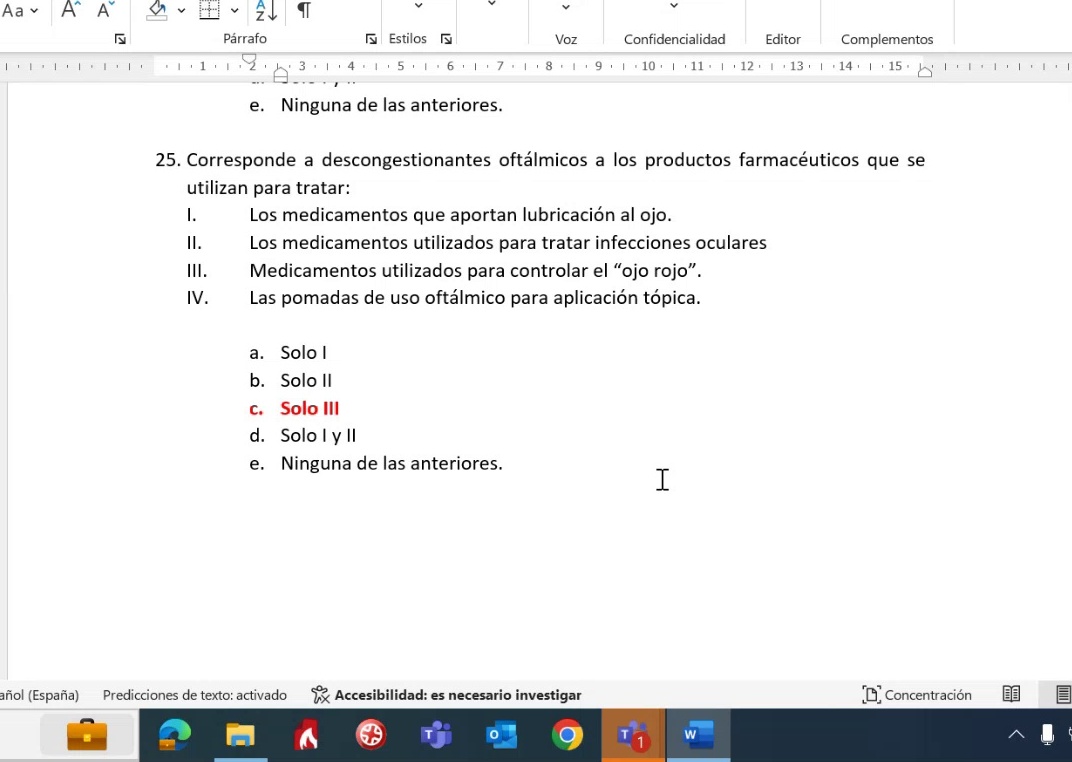 Aa
A A
A Z
¶
Párrafo Estilos Voz Confidencialidad Editor Complementos
1 2 3 4 5 6 7 8 9 10 11 12 13 14 15
e. Ninguna de las anteriores.
25. Corresponde a descongestionantes oftálmicos a los productos farmacéuticos que se
utilizan para tratar:
I. Los medicamentos que aportan lubricación al ojo.
II. Los medicamentos utilizados para tratar infecciones oculares
III. Medicamentos utilizados para controlar el “ojo rojo”.
IV. Las pomadas de uso oftálmico para aplicación tópica.
a. Solo I
b. Solo II
c. Solo III
d. Solo I y II
e. Ninguna de las anteriores.
añol (España) Predicciones de texto: activado Accesibilidad: es necesario investigar Concentración
T O T 1 W